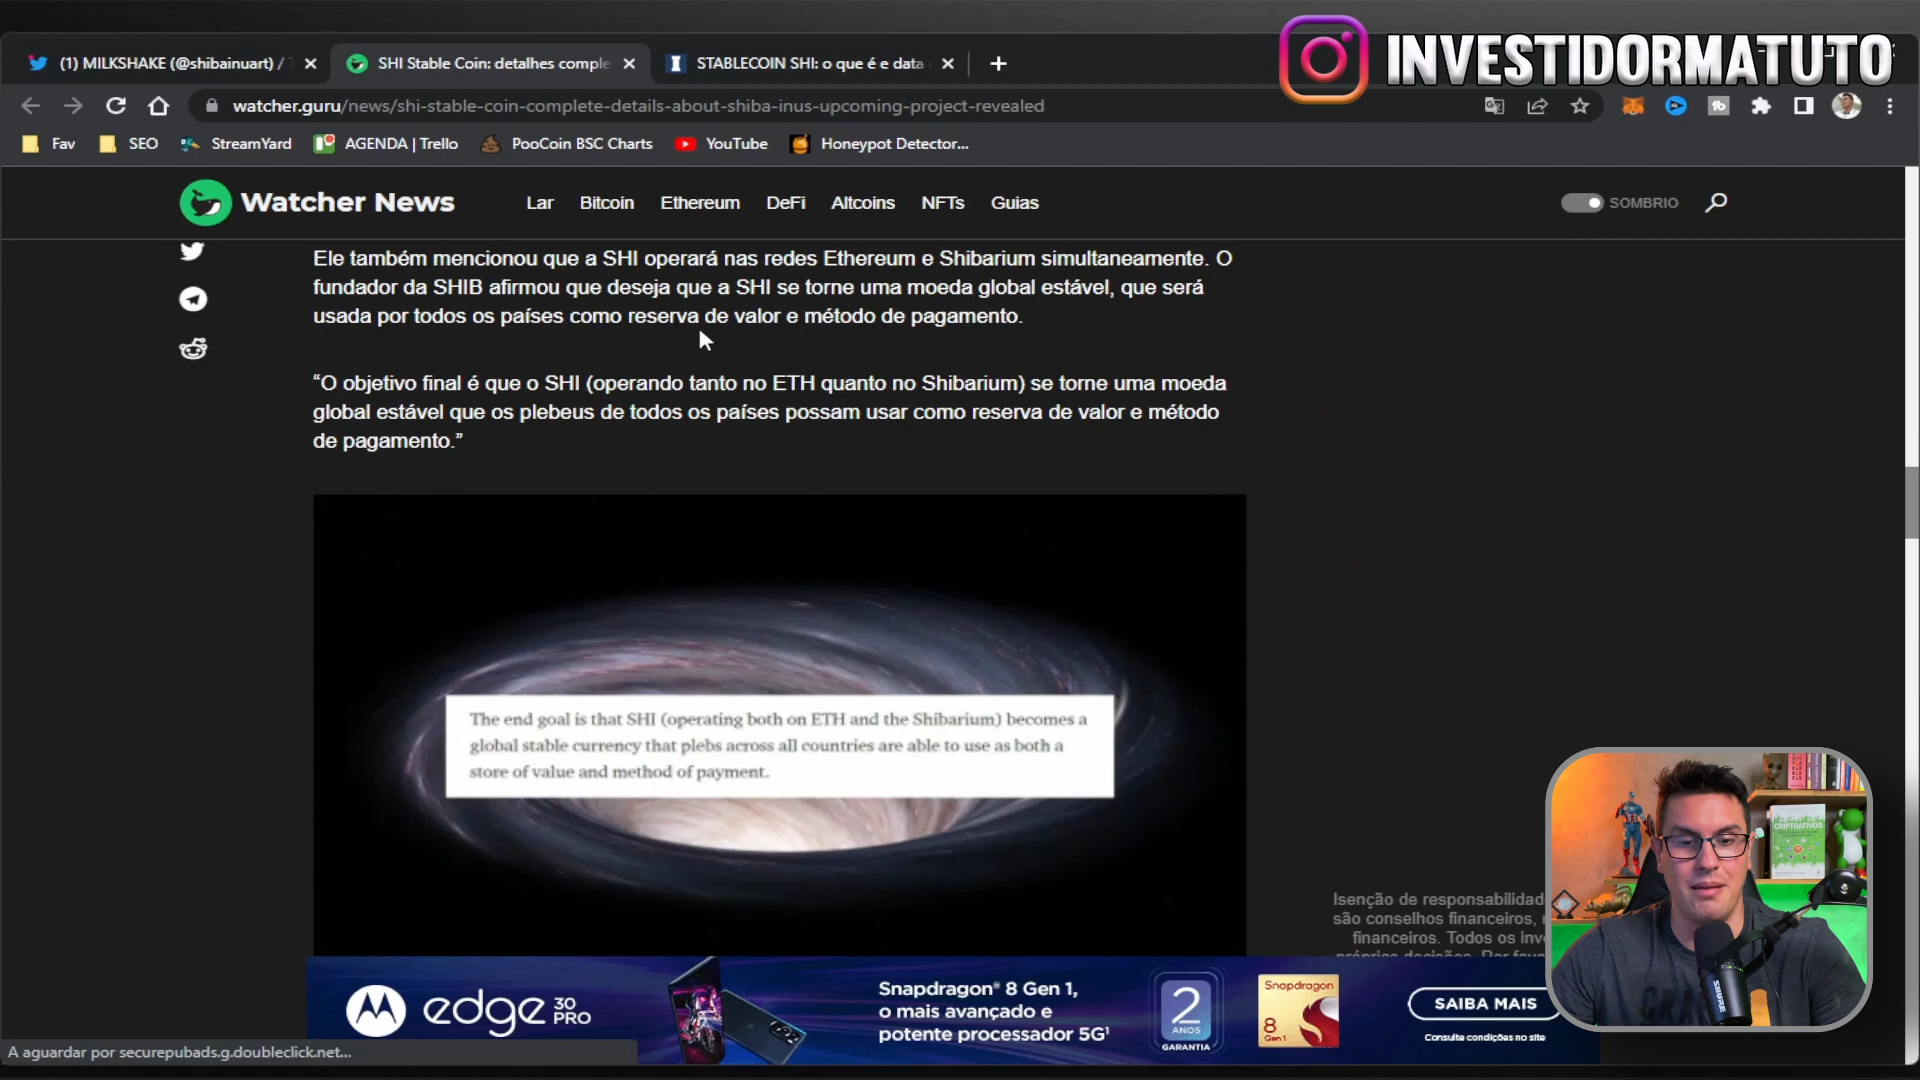 INVESTIDORMATUTO
(1) MILKSHAKE (@shibainuart) /
SHI Stable Coin: detalhes comple
STABLECOIN SHI: o que é e data
watcher.guru/news/shi-stable-coin-complete-details-about-shiba-inus-upcoming-project-revealed
Fav
SEO
StreamYard
AGENDA | Trello
PooCoin BSC Charts
YouTube
Honeypot Detector...
Watcher News
Lar
Bitcoin
Ethereum
DeFi
Altcoins
NFTs
Guias
SOMBRIO
Ele também mencionou que a SHI operará nas redes Ethereum e Shibarium simultaneamente. O
fundador da SHIB afirmou que deseja que a SHI se torne uma moeda global estável, que será
usada por todos os países como reserva de valor e método de pagamento.
“O objetivo final é que o SHI (operando tanto no ETH quanto no Shibarium) se torne uma moeda
global estável que os plebeus de todos os países possam usar como reserva de valor e método
de pagamento.”
The end goal is that SHI (operating both on ETH and the Shibarium) becomes a
global stable currency that plebs across all countries are able to use as both a
store of value and method of payment.
Isenção de responsabilidad
são conselhos financeiros,
financeiros. Todos os inv
CRIPTOATIVOS
SHURE
edge 30
PRO
Snapdragon® 8 Gen 1,
o mais avançado e
potente processador 5G¹
2
ANOS
GARANTIA
Snapdragon
8
Gen 1
SAIBA MAIS
Consulte condições no site
A aguardar por securepubads.g.doubleclick.net...